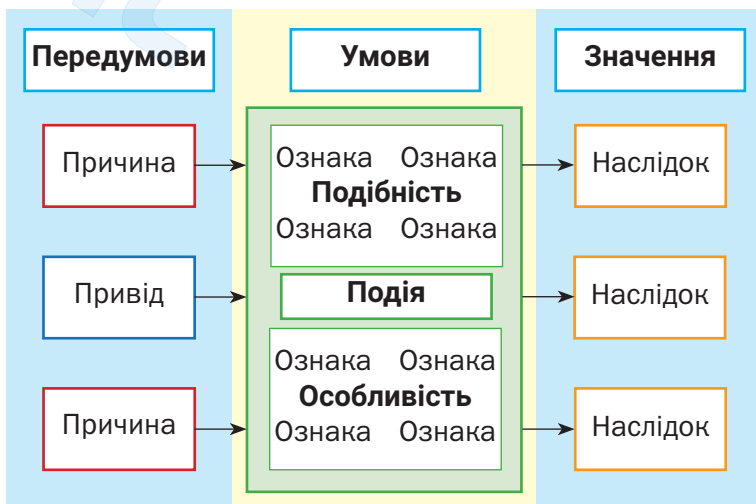 Передумови
Умови
Значення
Причина
Ознака Ознака
Подібність
Ознака Ознака
Наслідок
Привід
Подія
Наслідок
Причина
Ознака Ознака
Особливість
Ознака Ознака
Наслідок